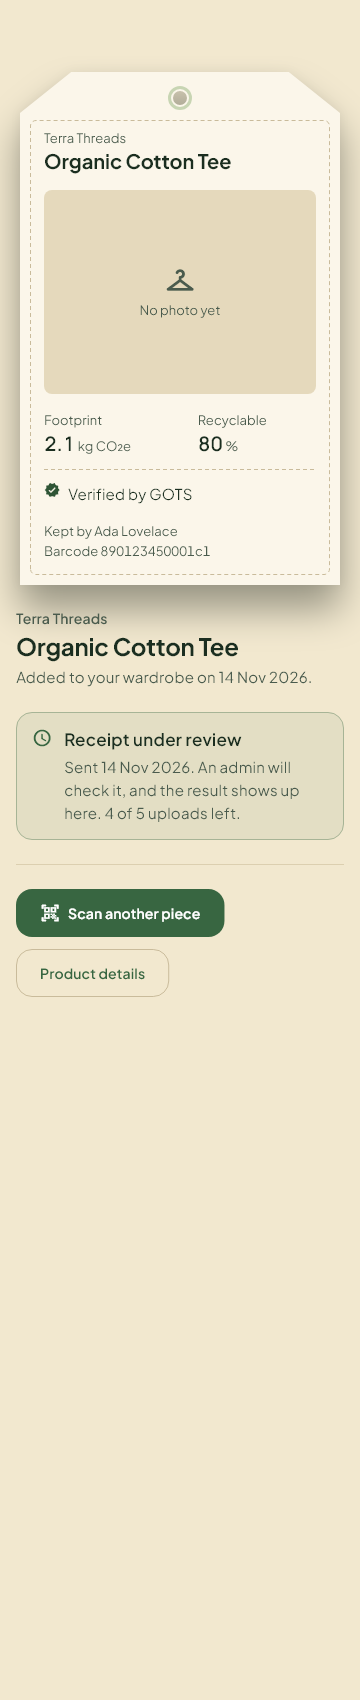 Terra Threads
Organic Cotton Tee
No photo yet
Footprint
2.1 kg CO₂e
Recyclable
80 %
Verified by GOTS
Kept by Ada Lovelace
Barcode 890123450001c1
Terra Threads
Organic Cotton Tee
Added to your wardrobe on 14 Nov 2026.
Receipt under review
Sent 14 Nov 2026. An admin will
check it, and the result shows up
here. 4 of 5 uploads left.
Scan another piece
Product details